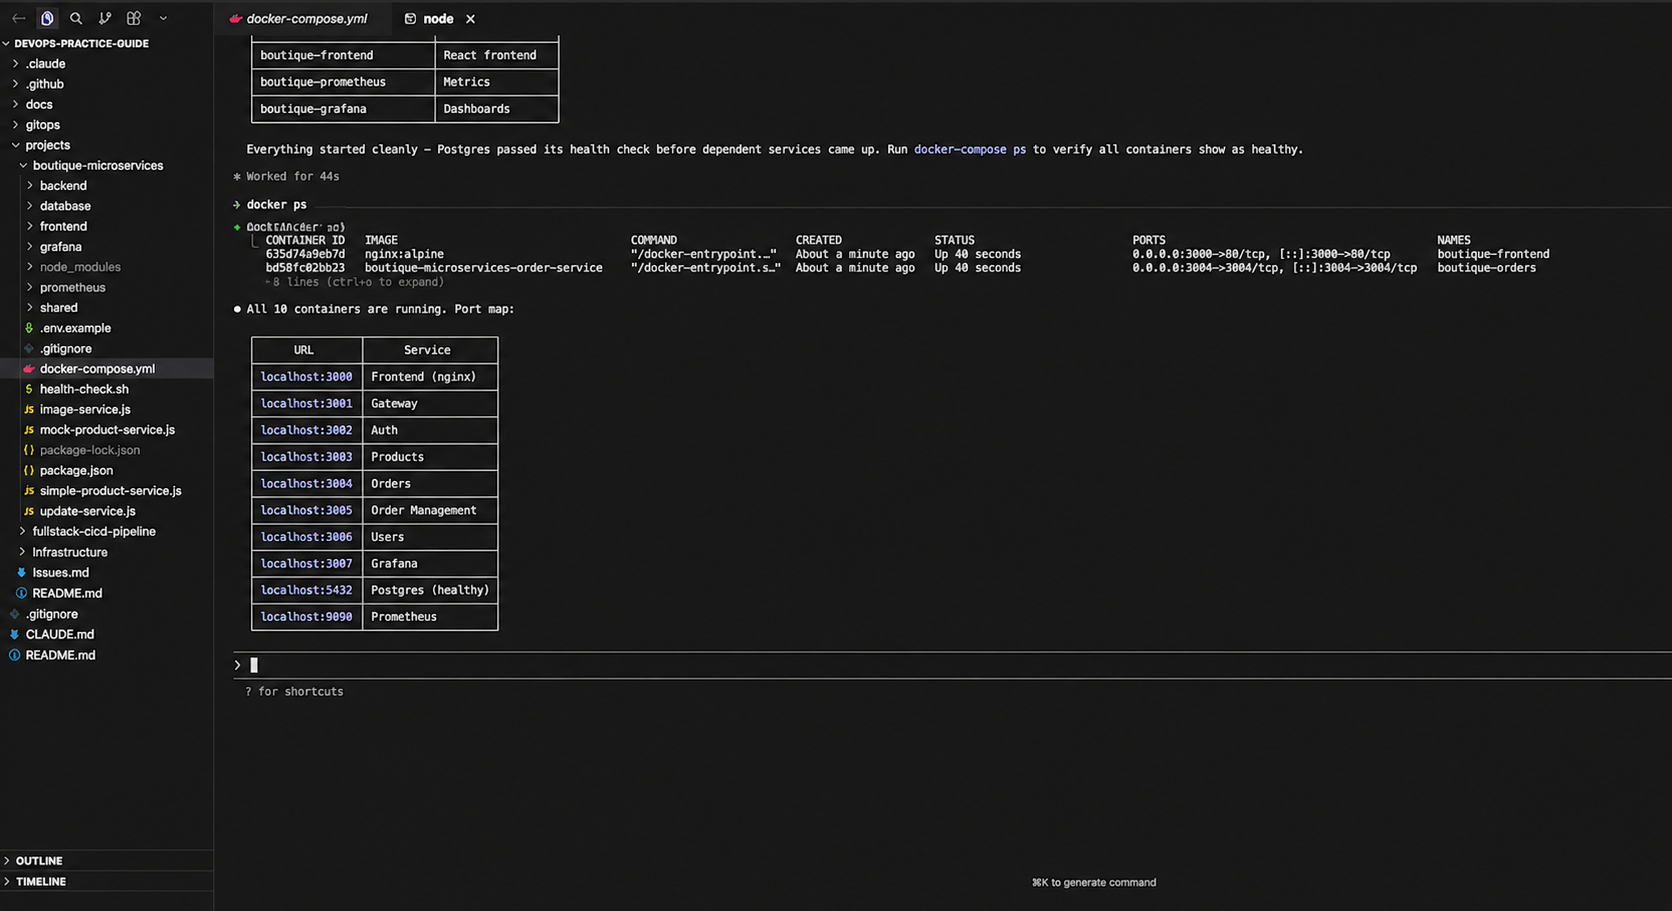 docker-compose.yml
node
DEVOPS-PRACTICE-GUIDE
.claude
.github
docs
gitops
projects
boutique-microservices
backend
database
frontend
grafana
node_modules
prometheus
shared
.env.example
.gitignore
docker-compose.yml
health-check.sh
image-service.js
mock-product-service.js
package-lock.json
package.json
simple-product-service.js
update-service.js
fullstack-cicd-pipeline
Infrastructure
Issues.md
README.md
.gitignore
CLAUDE.md
README.md
OUTLINE
TIMELINE
boutique-frontend React frontend
boutique-prometheus Metrics
boutique-grafana Dashboards
Everything started cleanly — Postgres passed its health check before dependent services came up. Run docker-compose ps to verify all containers show as healthy.
* Worked for 44s
docker ps
CONTAINER ID IMAGE COMMAND CREATED STATUS PORTS NAMES
635d74a9eb7d nginx:alpine "/docker-entrypoint.…" About a minute ago Up 40 seconds 0.0.0.0:3000->80/tcp, [::]:3000->80/tcp boutique-frontend
bd58fc02bb23 boutique-microservices-order-service "/docker-entrypoint.s…" About a minute ago Up 40 seconds 0.0.0.0:3004->3004/tcp, [::]:3004->3004/tcp boutique-orders
8 lines (ctrl+o to expand)
● All 10 containers are running. Port map:
URL Service
localhost:3000 Frontend (nginx)
localhost:3001 Gateway
localhost:3002 Auth
localhost:3003 Products
localhost:3004 Orders
localhost:3005 Order Management
localhost:3006 Users
localhost:3007 Grafana
localhost:5432 Postgres (healthy)
localhost:9090 Prometheus
>
? for shortcuts
⌘K to generate command